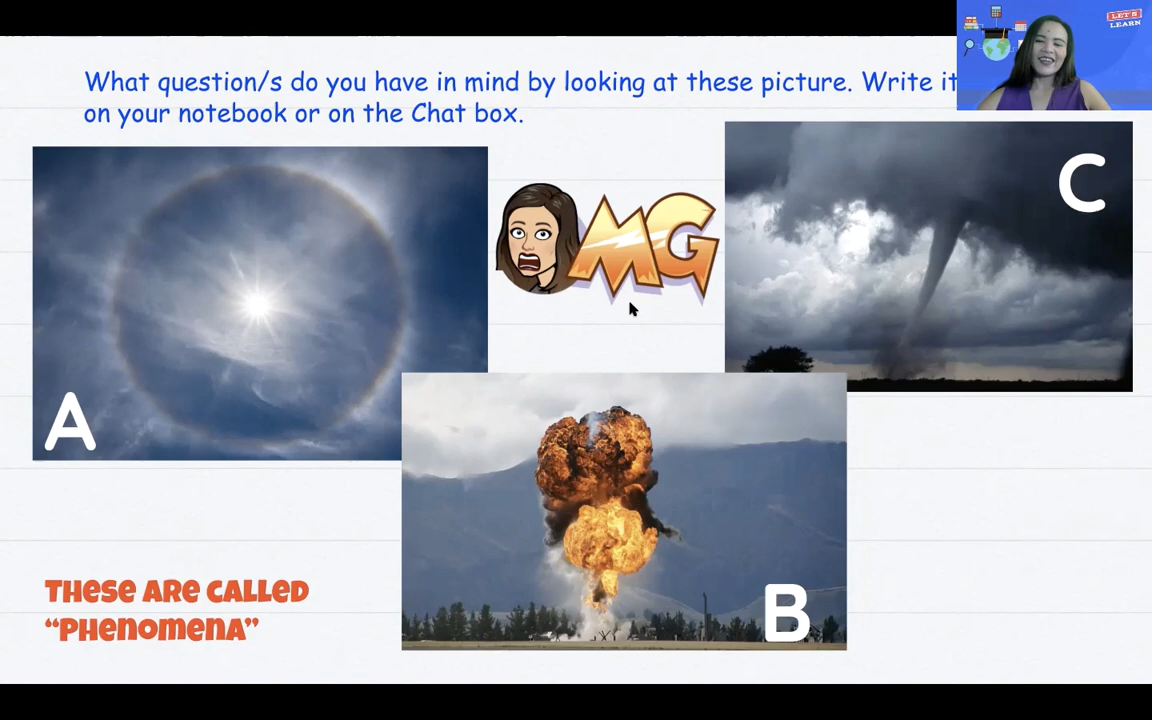 What question/s do you have in mind by looking at these picture. Write it
on your notebook or on the Chat box.
LET'S
LEARN
C
OMG
A
B
THESE ARE CALLED
“PHENOMENA”